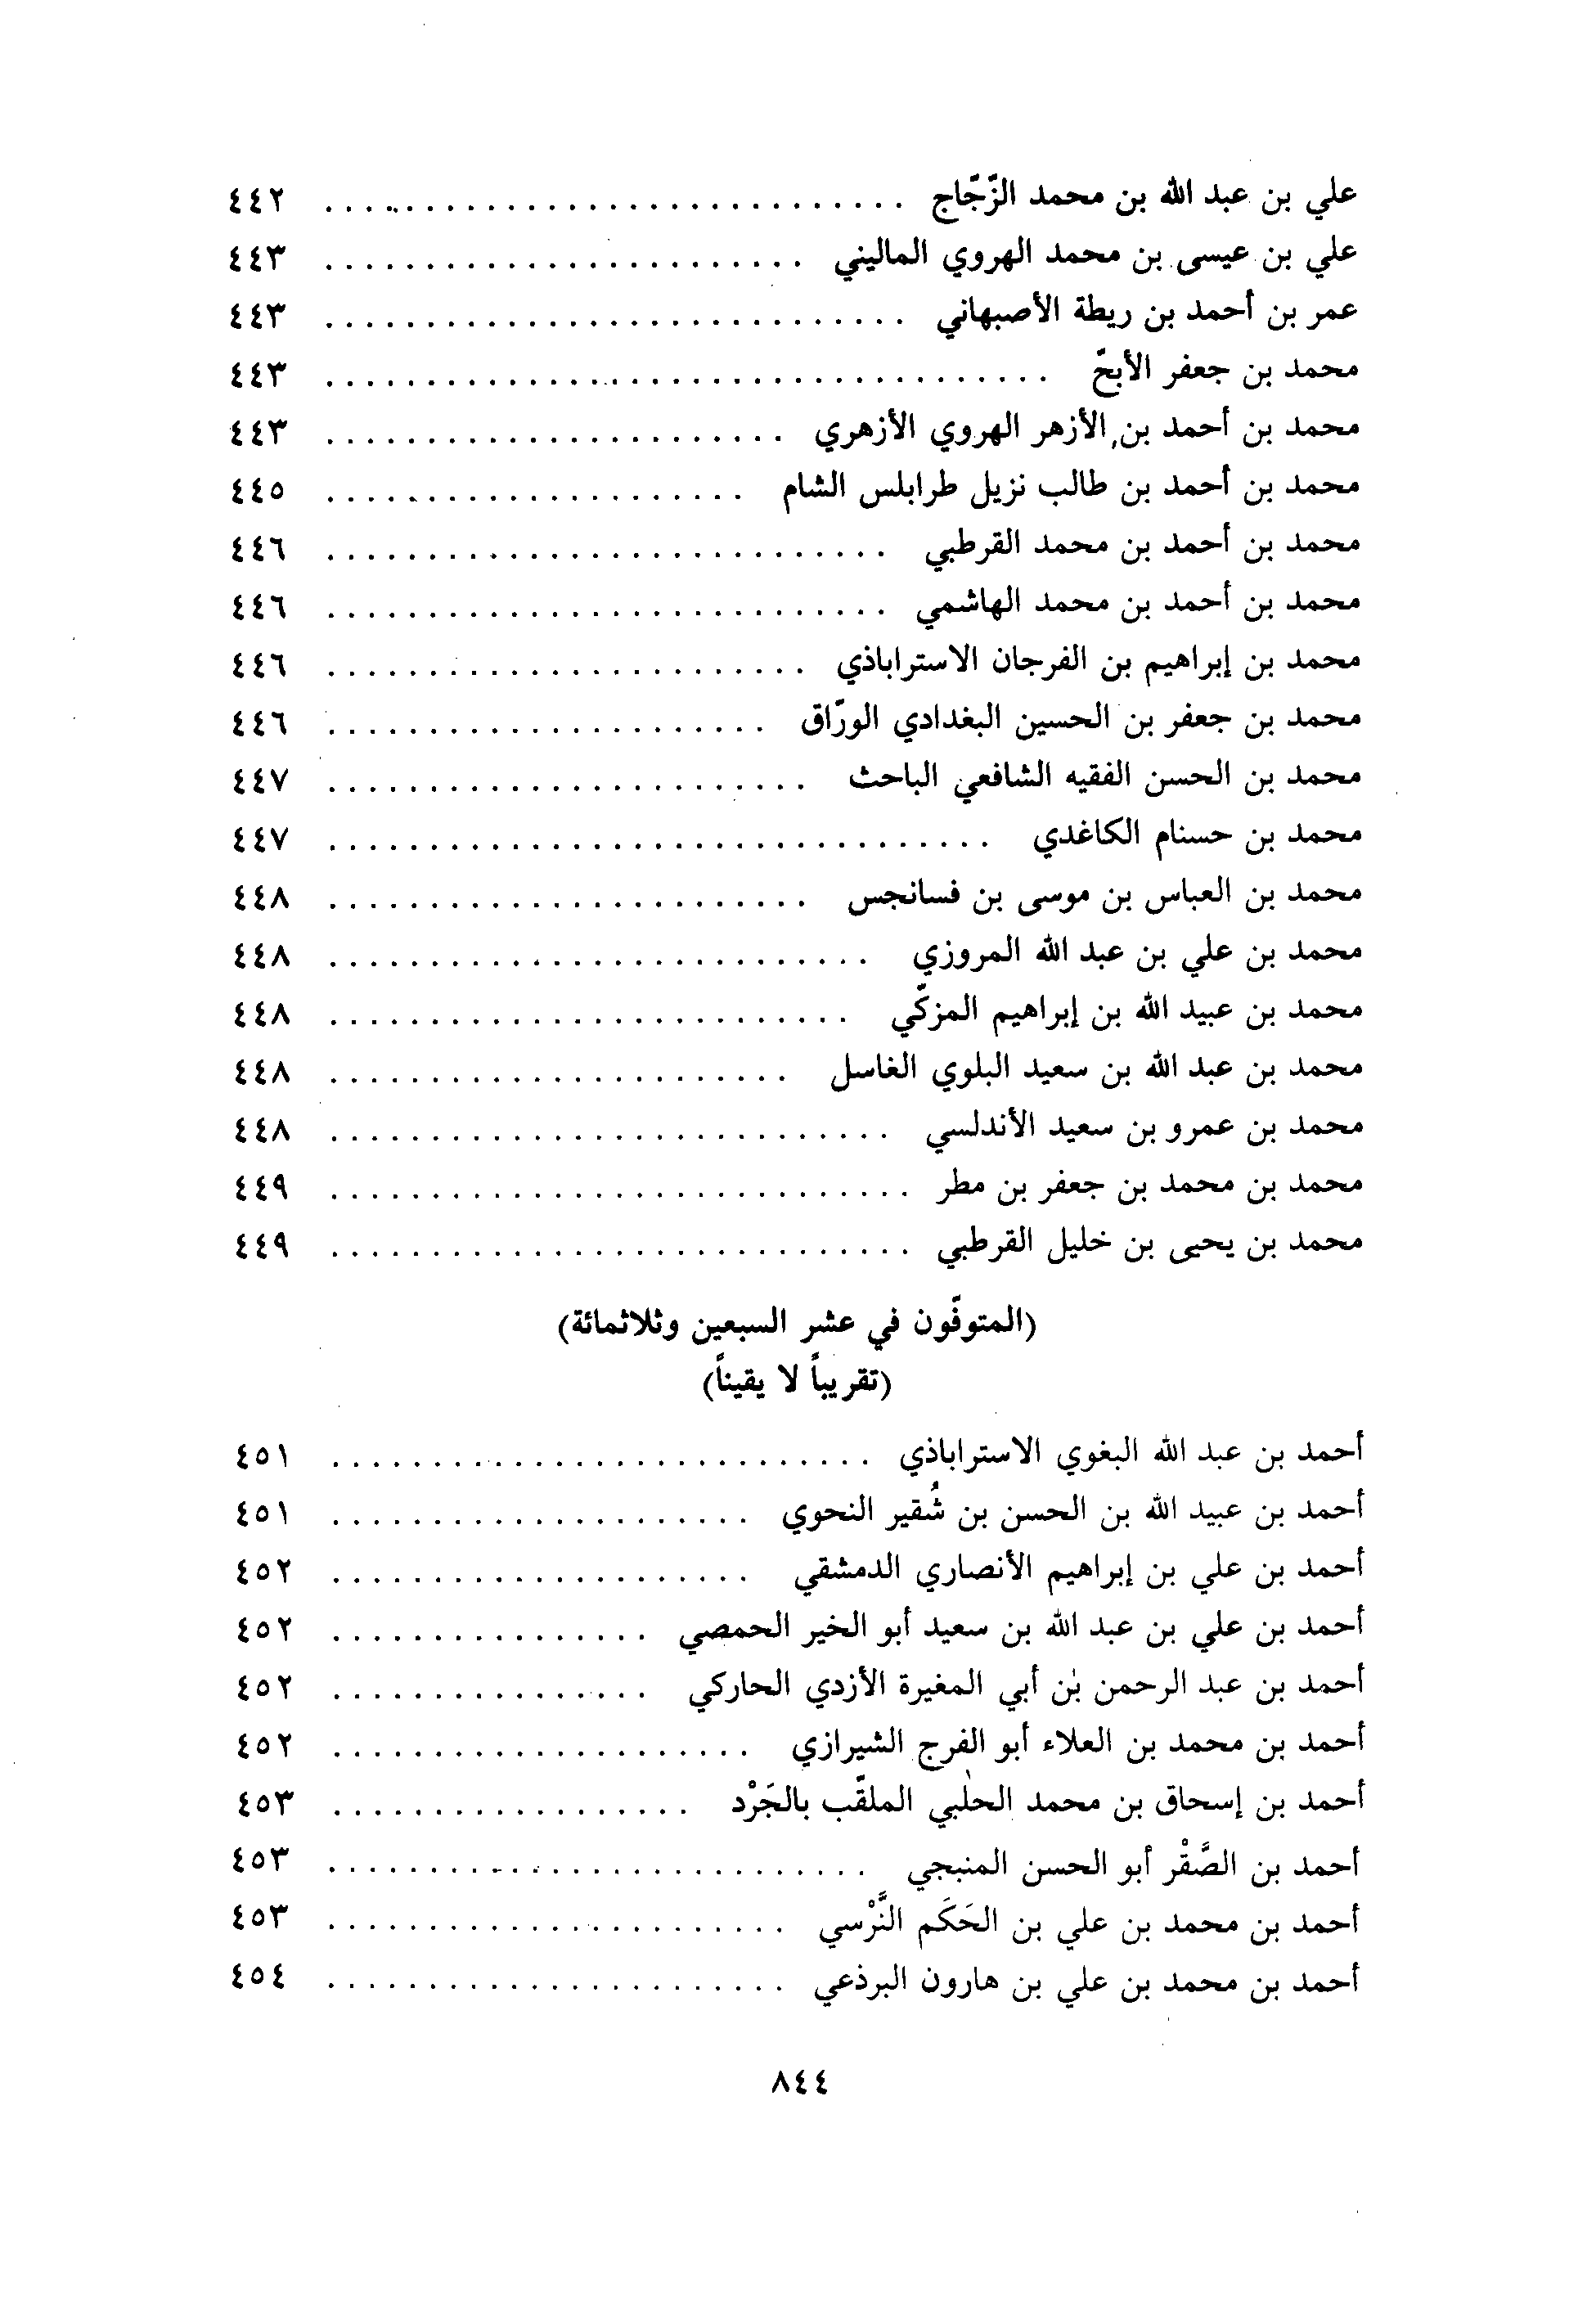 علي بن عبد الله بن محمد الزّجّاج . . . . . . . . . . . . . . . . . . . . . . . . . . . . ٤٤٢
علي بن عيسى بن محمد الهروي الماليني . . . . . . . . . . . . . . . . . . . . . . . . ٤٤٣
عمر بن أحمد بن ريطة الأصبهاني . . . . . . . . . . . . . . . . . . . . . . . . . . . . . ٤٤٣
محمد بن جعفر الأبحّ . . . . . . . . . . . . . . . . . . . . . . . . . . . . . . . . . . . . ٤٤٣
محمد بن أحمد بن الأزهر الهروي الأزهري . . . . . . . . . . . . . . . . . . . . . . . ٤٤٣
محمد بن أحمد بن طالب نزيل طرابلس الشام . . . . . . . . . . . . . . . . . . . . . ٤٤٥
محمد بن أحمد بن محمد القرطبي . . . . . . . . . . . . . . . . . . . . . . . . . . . . ٤٤٦
محمد بن أحمد بن محمد الهاشمي . . . . . . . . . . . . . . . . . . . . . . . . . . . . ٤٤٦
محمد بن إبراهيم بن الفرجان الاستراباذي . . . . . . . . . . . . . . . . . . . . . . . . ٤٤٦
محمد بن جعفر بن الحسين البغدادي الورّاق . . . . . . . . . . . . . . . . . . . . . . ٤٤٦
محمد بن الحسن الفقيه الشافعي الباحث . . . . . . . . . . . . . . . . . . . . . . . . ٤٤٧
محمد بن حسنام الكاغدي . . . . . . . . . . . . . . . . . . . . . . . . . . . . . . . . . ٤٤٧
محمد بن العباس بن موسى بن فسانجس . . . . . . . . . . . . . . . . . . . . . . . . ٤٤٨
محمد بن علي بن عبد الله المروزي . . . . . . . . . . . . . . . . . . . . . . . . . . . ٤٤٨
محمد بن عبيد الله بن إبراهيم المزكّي . . . . . . . . . . . . . . . . . . . . . . . . . . ٤٤٨
محمد بن عبد الله بن سعيد البلوي الغاسل . . . . . . . . . . . . . . . . . . . . . . . ٤٤٨
محمد بن عمرو بن سعيد الأندلسي . . . . . . . . . . . . . . . . . . . . . . . . . . . . ٤٤٨
محمد بن محمد بن جعفر بن مطر . . . . . . . . . . . . . . . . . . . . . . . . . . . . . ٤٤٩
محمد بن يحيى بن خليل القرطبي . . . . . . . . . . . . . . . . . . . . . . . . . . . . . ٤٤٩
(المتوفّون في عشر السبعين وثلاثمائة)
(تقريباً لا يقيناً)
أحمد بن عبد الله البغوي الاستراباذي . . . . . . . . . . . . . . . . . . . . . . . . . . . ٤٥١
أحمد بن عبيد الله بن الحسن بن شُقير النحوي . . . . . . . . . . . . . . . . . . . . . ٤٥١
أحمد بن علي بن إبراهيم الأنصاري الدمشقي . . . . . . . . . . . . . . . . . . . . . ٤٥٢
أحمد بن علي بن عبد الله بن سعيد أبو الخير الحمصي . . . . . . . . . . . . . . . . ٤٥٢
أحمد بن عبد الرحمن بن أبي المغيرة الأزدي الحاركي . . . . . . . . . . . . . . . . ٤٥٢
أحمد بن محمد بن العلاء أبو الفرج الشيرازي . . . . . . . . . . . . . . . . . . . . . ٤٥٢
أحمد بن إسحاق بن محمد الحلبي الملقّب بالجَرْد . . . . . . . . . . . . . . . . . . ٤٥٣
أحمد بن الصَّقْر أبو الحسن المنبجي . . . . . . . . . . . . . . . . . . . . . . . . . . . ٤٥٣
أحمد بن محمد بن علي بن الحَكَم النَّرْسي . . . . . . . . . . . . . . . . . . . . . . . ٤٥٣
أحمد بن محمد بن علي بن هارون البرذعي . . . . . . . . . . . . . . . . . . . . . . . ٤٥٤
٨٤٤